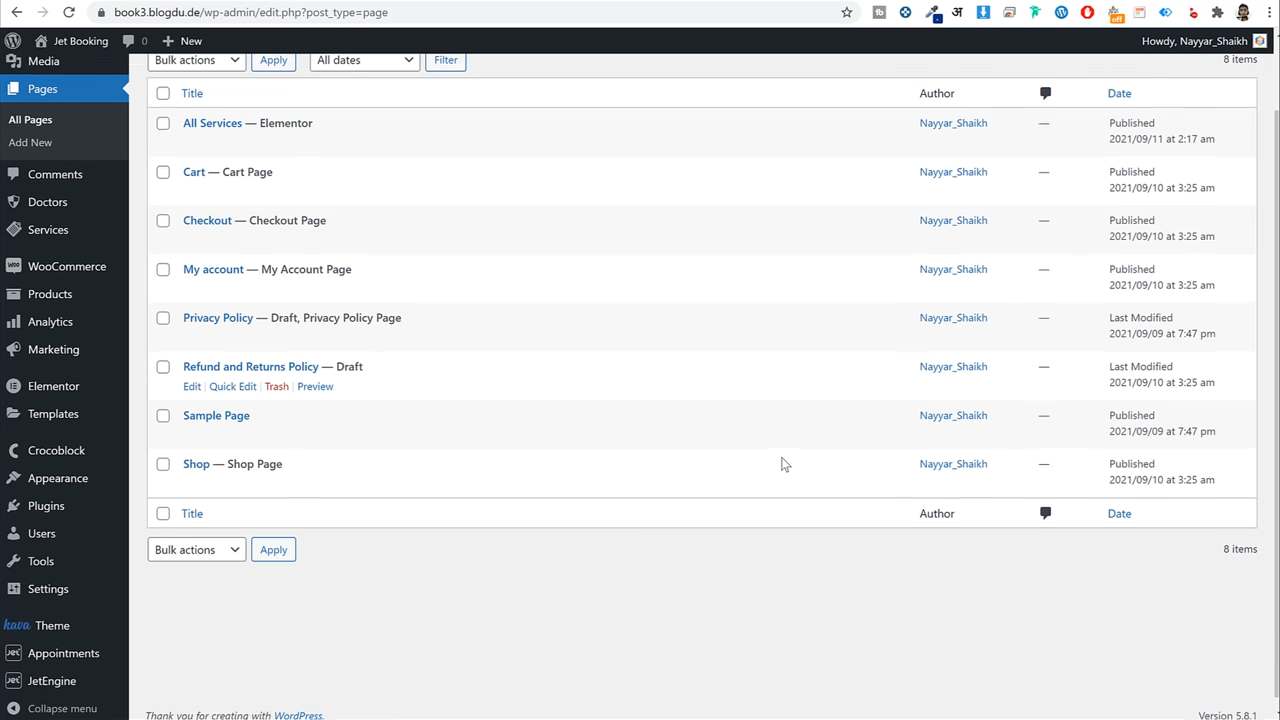 book3.blogdu.de/wp-admin/edit.php?post_type=page
अ
off
Jet Booking 0 New Howdy, Nayyar_Shaikh
Media
Pages
All Pages
Add New
Comments
Doctors
Services
WooCommerce
Products
Analytics
Marketing
Elementor
Templates
Crocoblock
Appearance
Plugins
Users
Tools
Settings
kava Theme
Appointments
JetEngine
Collapse menu
Bulk actions Apply All dates Filter 8 items
Title Author Date
All Services — Elementor Nayyar_Shaikh — Published
2021/09/11 at 2:17 am
Cart — Cart Page Nayyar_Shaikh — Published
2021/09/10 at 3:25 am
Checkout — Checkout Page Nayyar_Shaikh — Published
2021/09/10 at 3:25 am
My account — My Account Page Nayyar_Shaikh — Published
2021/09/10 at 3:25 am
Privacy Policy — Draft, Privacy Policy Page Nayyar_Shaikh — Last Modified
2021/09/09 at 7:47 pm
Refund and Returns Policy — Draft Nayyar_Shaikh — Last Modified
Edit | Quick Edit | Trash | Preview 2021/09/10 at 3:25 am
Sample Page Nayyar_Shaikh — Published
2021/09/09 at 7:47 pm
Shop — Shop Page Nayyar_Shaikh — Published
2021/09/10 at 3:25 am
Title Author Date
Bulk actions Apply 8 items
Thank you for creating with WordPress. Version 5.8.1